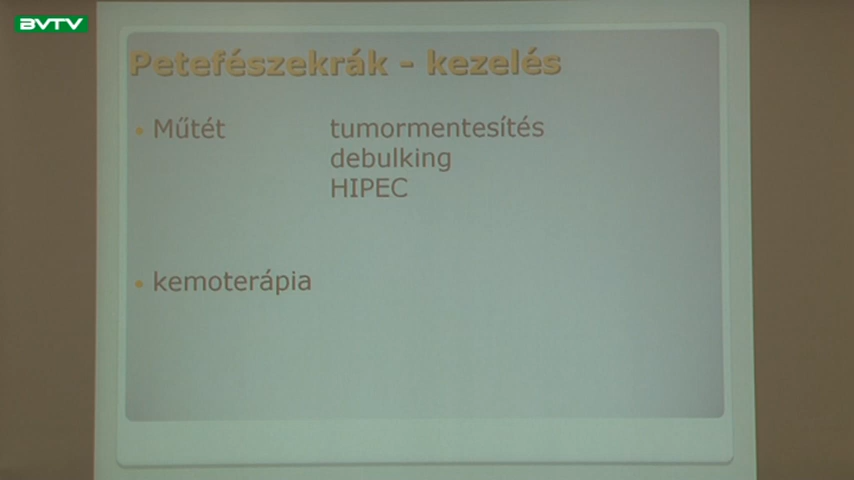 BVTV
Petefészekrák - kezelés
• Műtét tumormentesítés
debulking
HIPEC
• kemoterápia